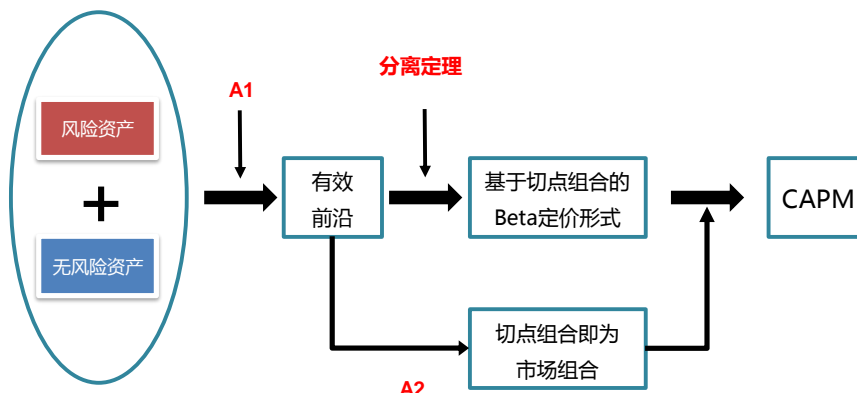 分离定理
A1
风险资产
+
无风险资产
有效
前沿
基于切点组合的
Beta定价形式
CAPM
切点组合即为
市场组合
A2